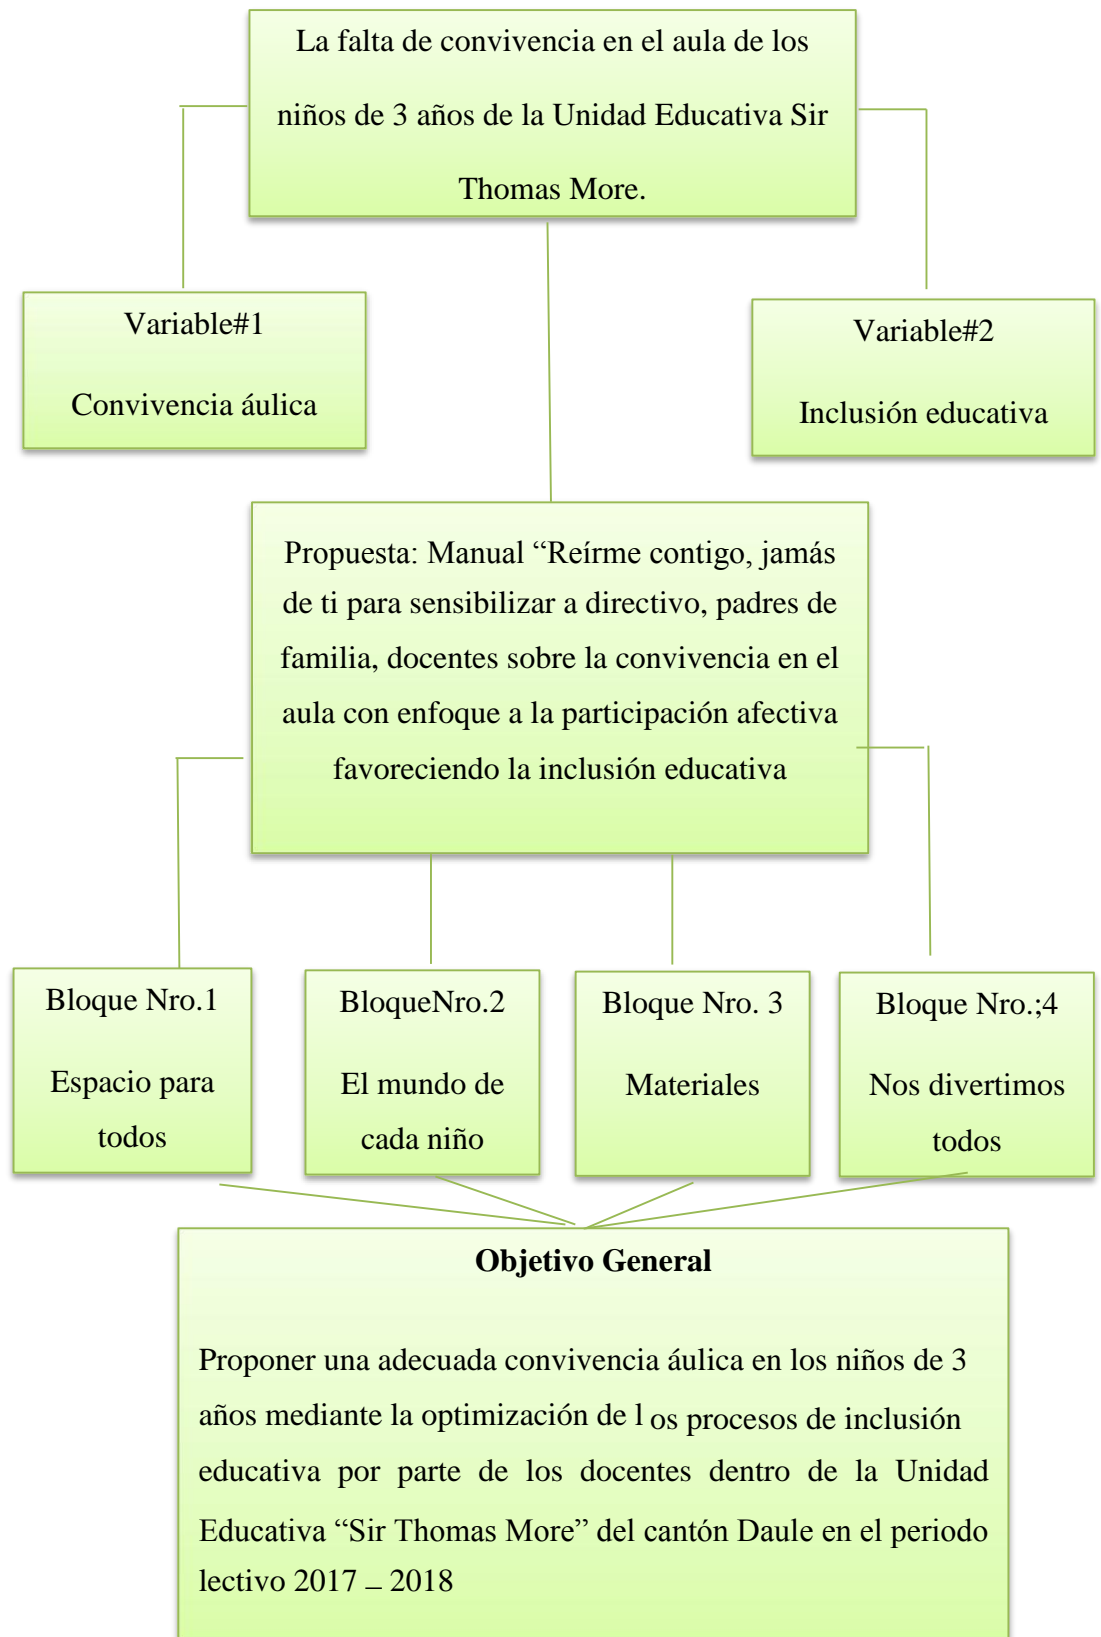 La falta de convivencia en el aula de los
niños de 3 años de la Unidad Educativa Sir
Thomas More.
Variable#1
Convivencia áulica
Variable#2
Inclusión educativa
Propuesta: Manual “Reírme contigo, jamás
de ti para sensibilizar a directivo, padres de
familia, docentes sobre la convivencia en el
aula con enfoque a la participación afectiva
favoreciendo la inclusión educativa
Bloque Nro.1
Espacio para
todos
BloqueNro.2
El mundo de
cada niño
Bloque Nro. 3
Materiales
Bloque Nro.;4
Nos divertimos
todos
Objetivo General
Proponer una adecuada convivencia áulica en los niños de 3
años mediante la optimización de l os procesos de inclusión
educativa por parte de los docentes dentro de la Unidad
Educativa “Sir Thomas More” del cantón Daule en el periodo
lectivo 2017 – 2018